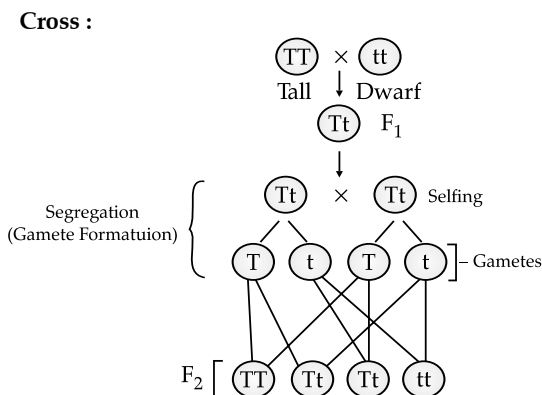 Cross :
TT × tt
Tall Dwarf
Tt F₁
Tt × Tt Selfing
Segregation
(Gamete Formatuion)
T t T t – Gametes
F₂ TT Tt Tt tt